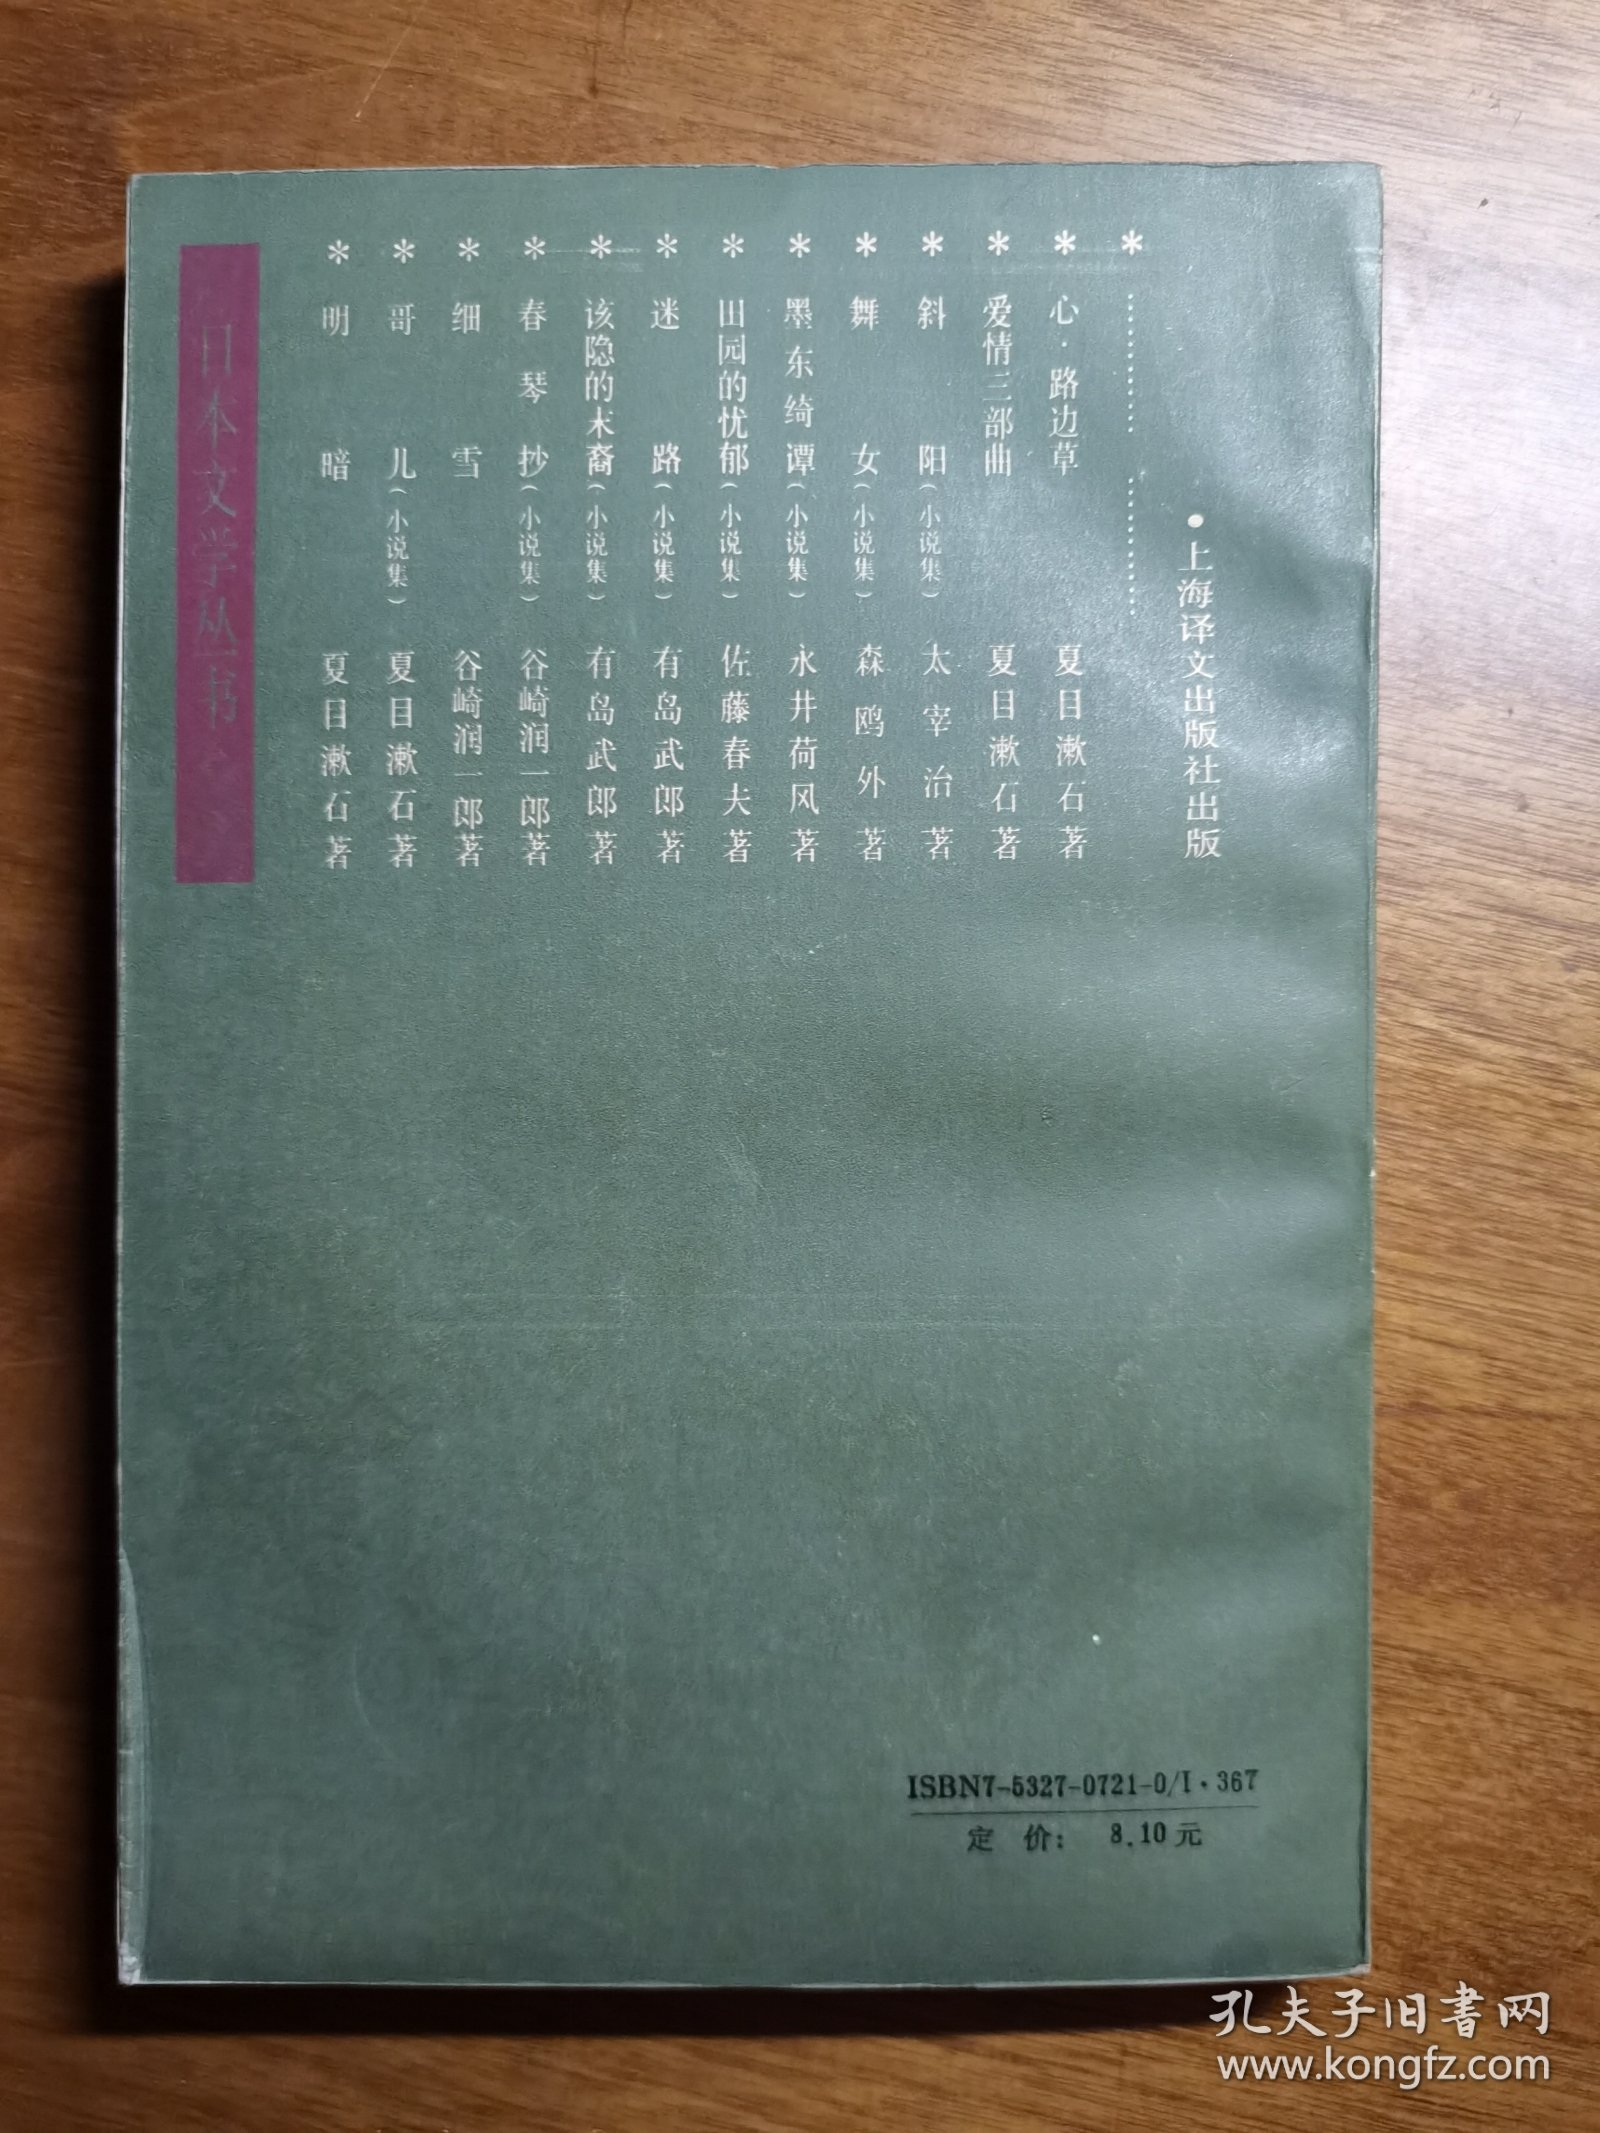 日本文学丛书
* 明暗 夏目漱石著
* 哥儿(小说集) 夏目漱石著
* 细雪 谷崎润一郎著
* 春琴抄(小说集) 谷崎润一郎著
* 该隐的末裔(小说集) 有岛武郎著
* 迷路(小说集) 有岛武郎著
* 田园的忧郁(小说集) 佐藤春夫著
* 墨东绮谭(小说集) 永井荷风著
* 舞女(小说集) 森鸥外著
* 斜阳(小说集) 太宰治著
* 爱情三部曲 夏目漱石著
* 心·路边草 夏目漱石著
* ………… …………
•上海译文出版社出版
ISBN7-5327-0721-0/I·367
定价: 8.10元
孔夫子旧书网
www.kongfz.com